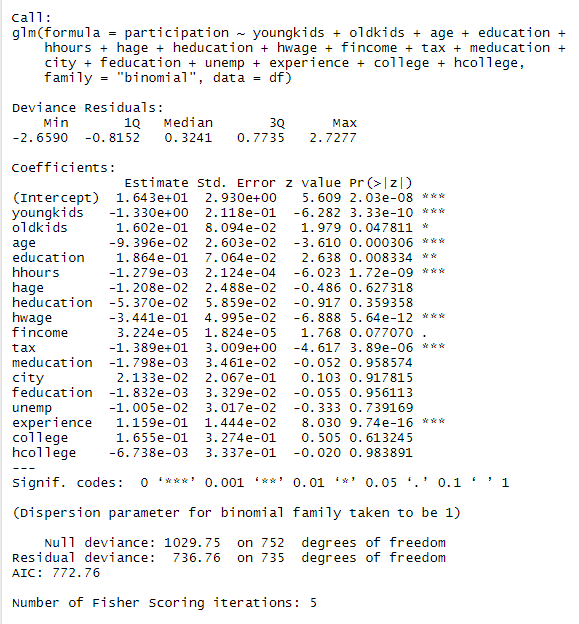 Call:
glm(formula = participation ~ youngkids + oldkids + age + education +
    hhours + hage + heducation + hwage + fincome + tax + meducation +
    city + feducation + unemp + experience + college + hcollege,
    family = "binomial", data = df)

Deviance Residuals:
    Min       1Q   Median       3Q      Max
-2.6590  -0.8152   0.3241   0.7735   2.7277

Coefficients:
              Estimate Std. Error z value Pr(>|z|)
(Intercept)  1.643e+01  2.930e+00   5.609 2.03e-08 ***
youngkids   -1.330e+00  2.118e-01  -6.282 3.33e-10 ***
oldkids      1.602e-01  8.094e-02   1.979 0.047811 *
age         -9.396e-02  2.603e-02  -3.610 0.000306 ***
education    1.864e-01  7.064e-02   2.638 0.008334 **
hhours      -1.279e-03  2.124e-04  -6.023 1.72e-09 ***
hage        -1.208e-02  2.488e-02  -0.486 0.627318
heducation  -5.370e-02  5.859e-02  -0.917 0.359358
hwage       -3.441e-01  4.995e-02  -6.888 5.64e-12 ***
fincome      3.224e-05  1.824e-05   1.768 0.077070 .
tax         -1.389e+01  3.009e+00  -4.617 3.89e-06 ***
meducation  -1.798e-03  3.461e-02  -0.052 0.958574
city         2.133e-02  2.067e-01   0.103 0.917815
feducation  -1.832e-03  3.329e-02  -0.055 0.956113
unemp       -1.005e-02  3.017e-02  -0.333 0.739169
experience   1.159e-01  1.444e-02   8.030 9.74e-16 ***
college      1.655e-01  3.274e-01   0.505 0.613245
hcollege    -6.738e-03  3.337e-01  -0.020 0.983891
---
Signif. codes:  0 ‘***’ 0.001 ‘**’ 0.01 ‘*’ 0.05 ‘.’ 0.1 ‘ ’ 1

(Dispersion parameter for binomial family taken to be 1)

    Null deviance: 1029.75  on 752  degrees of freedom
Residual deviance:  736.76  on 735  degrees of freedom
AIC: 772.76

Number of Fisher Scoring iterations: 5